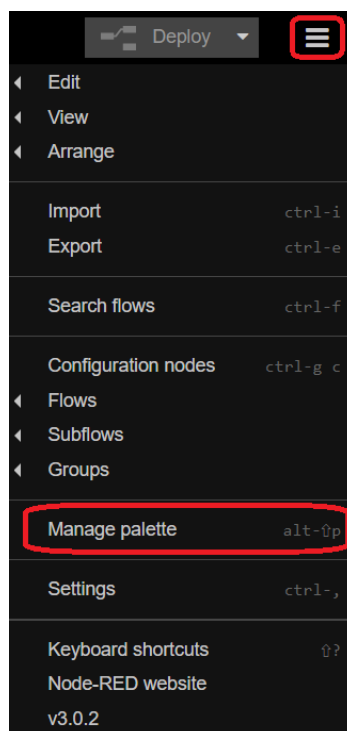 Deploy
Edit
View
Arrange
Import ctrl-i
Export ctrl-e
Search flows ctrl-f
Configuration nodes ctrl-g c
Flows
Subflows
Groups
Manage palette alt-⇧p
Settings ctrl-,
Keyboard shortcuts ⇧?
Node-RED website
v3.0.2